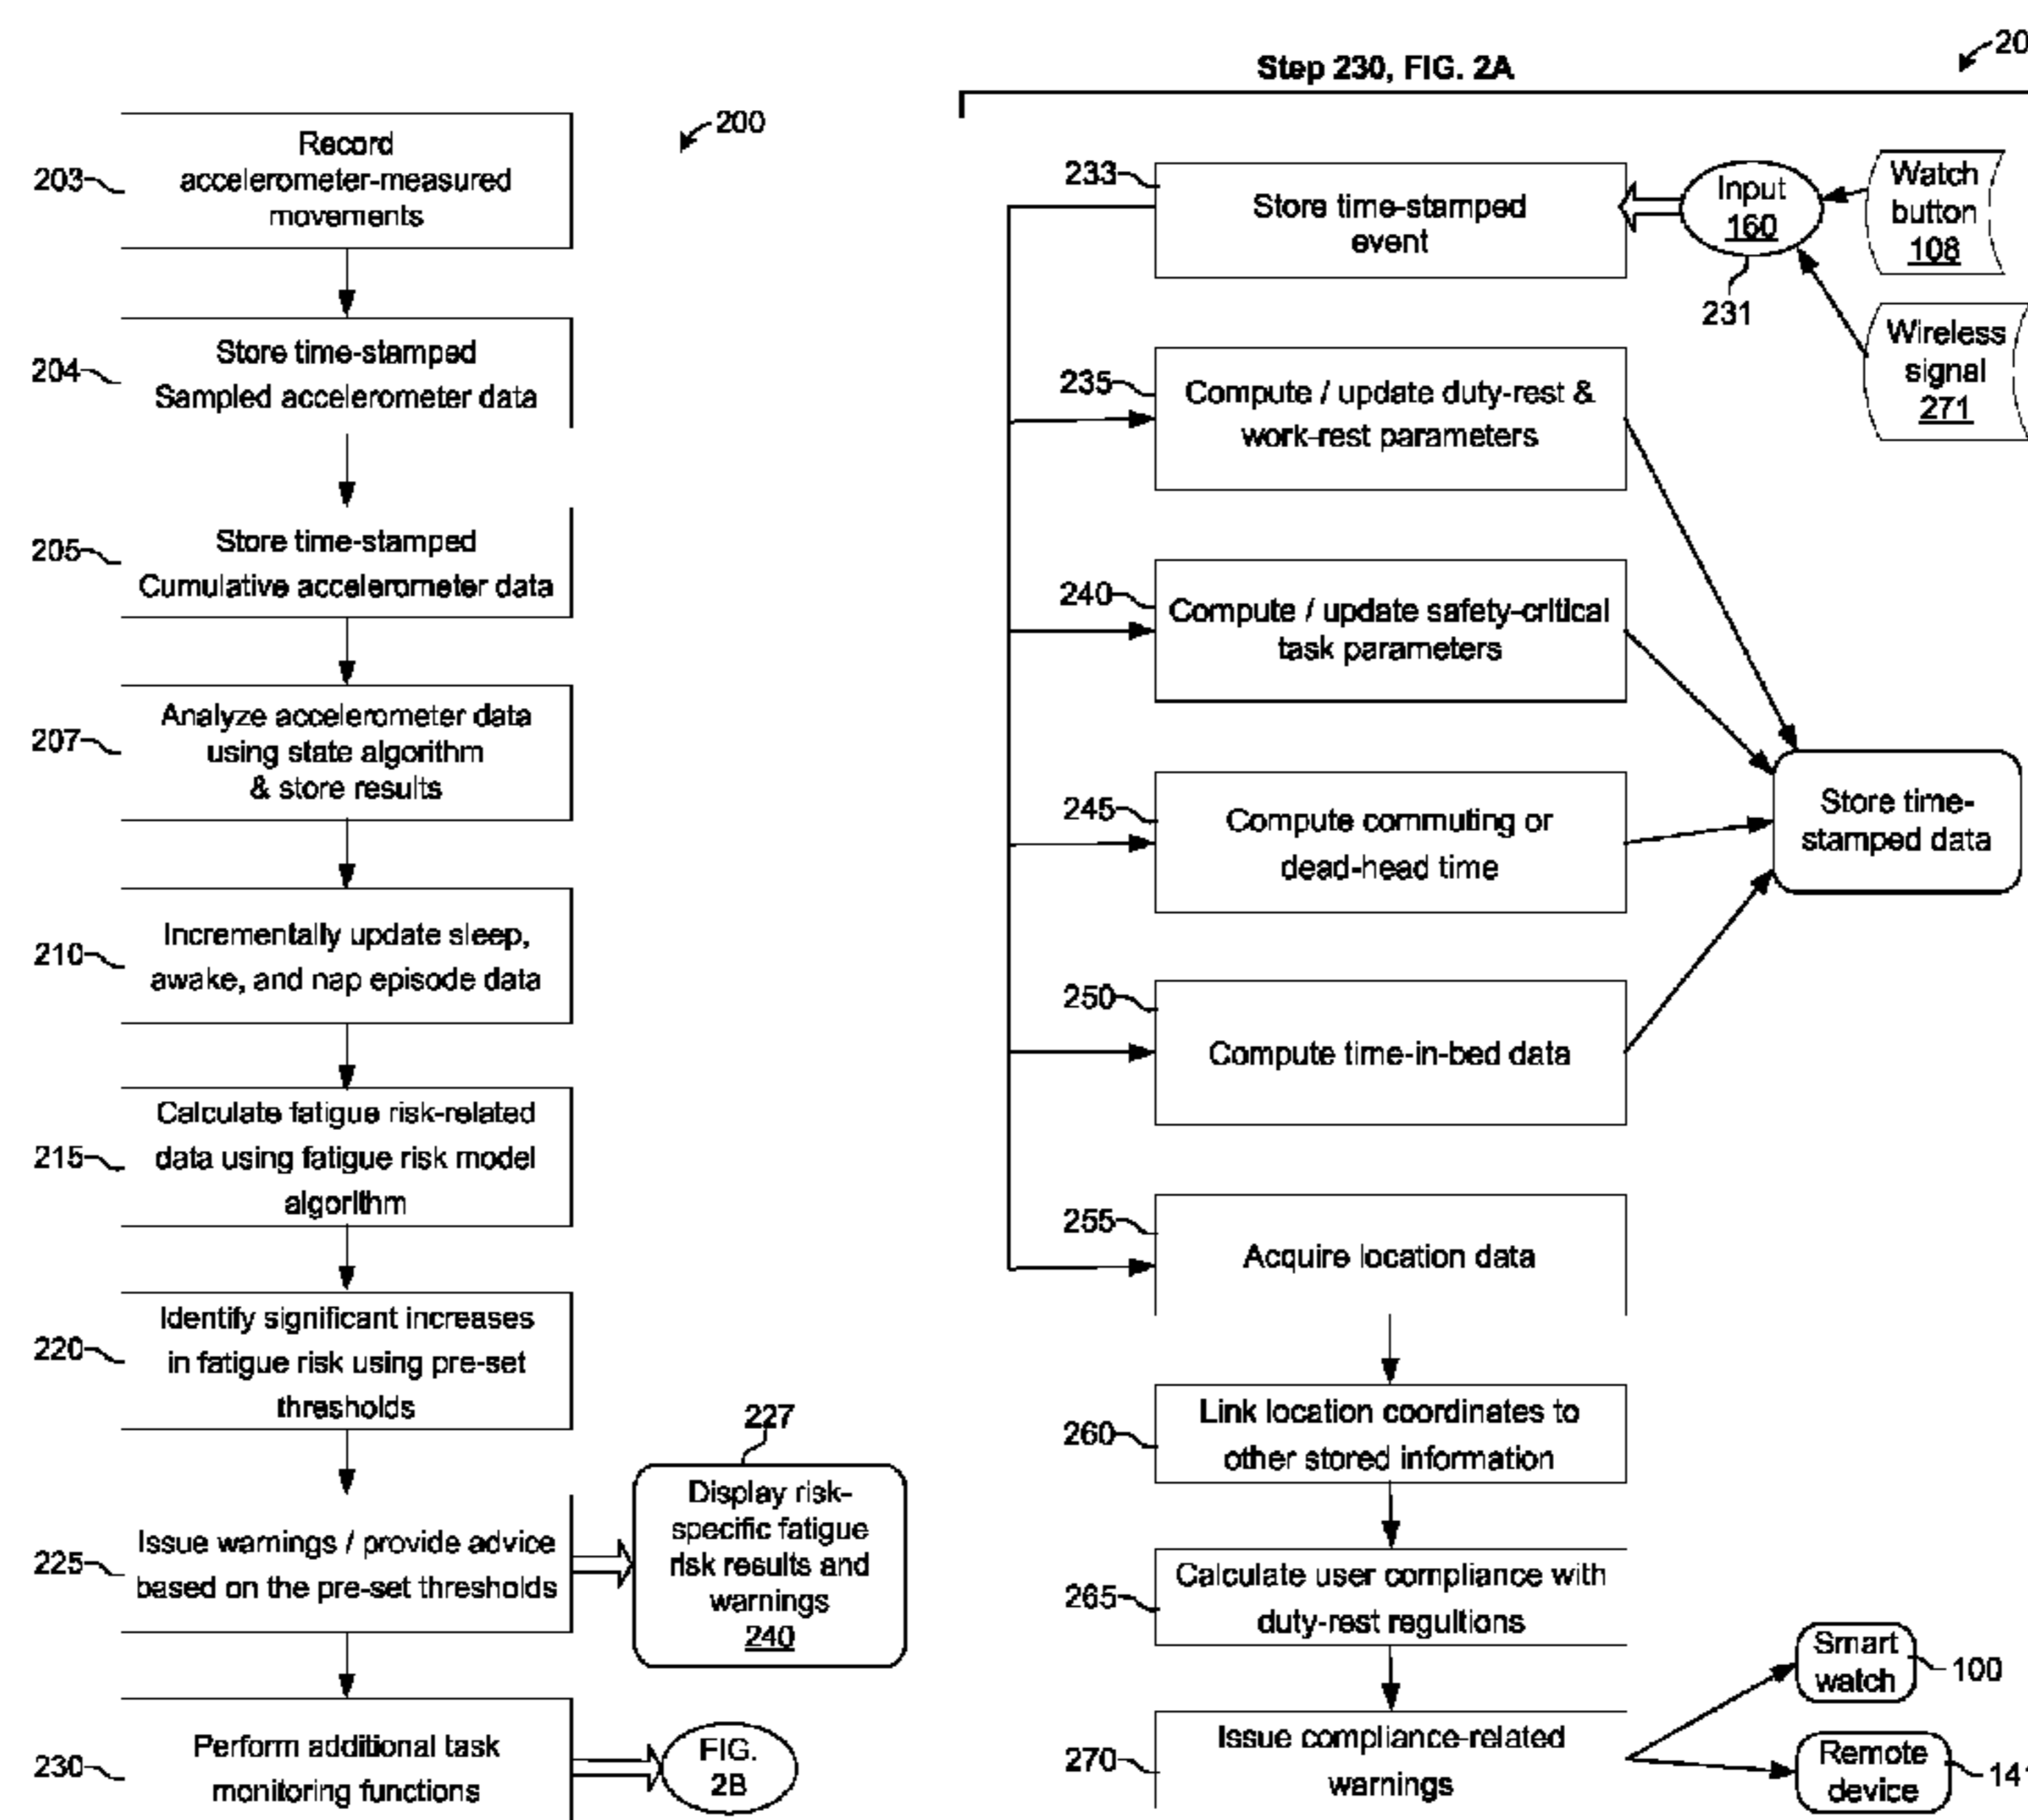 200
Record
accelerometer-measured
movements
203
Store time-stamped
Sampled accelerometer data
204
Store time-stamped
Cumulative accelerometer data
205
Analyze accelerometer data
using state algorithm
& store results
207
Incrementally update sleep,
awake, and nap episode data
210
Calculate fatigue risk-related
data using fatigue risk model
algorithm
215
Identify significant increases
in fatigue risk using pre-set
thresholds
220
Issue warnings / provide advice
based on the pre-set thresholds
225
227
Display risk-
specific fatigue
risk results and
warnings
240
Perform additional task
monitoring functions
230
FIG.
2B
Step 230, FIG. 2A
20
233
Store time-stamped
event
Input
160
231
Watch
button
108
Wireless
signal
271
235
Compute / update duty-rest &
work-rest parameters
240
Compute / update safety-critical
task parameters
245
Compute commuting or
dead-head time
Store time-
stamped data
250
Compute time-in-bed data
255
Acquire location data
260
Link location coordinates to
other stored information
265
Calculate user compliance with
duty-rest regultions
270
Issue compliance-related
warnings
Smart
watch
100
Remote
device
141